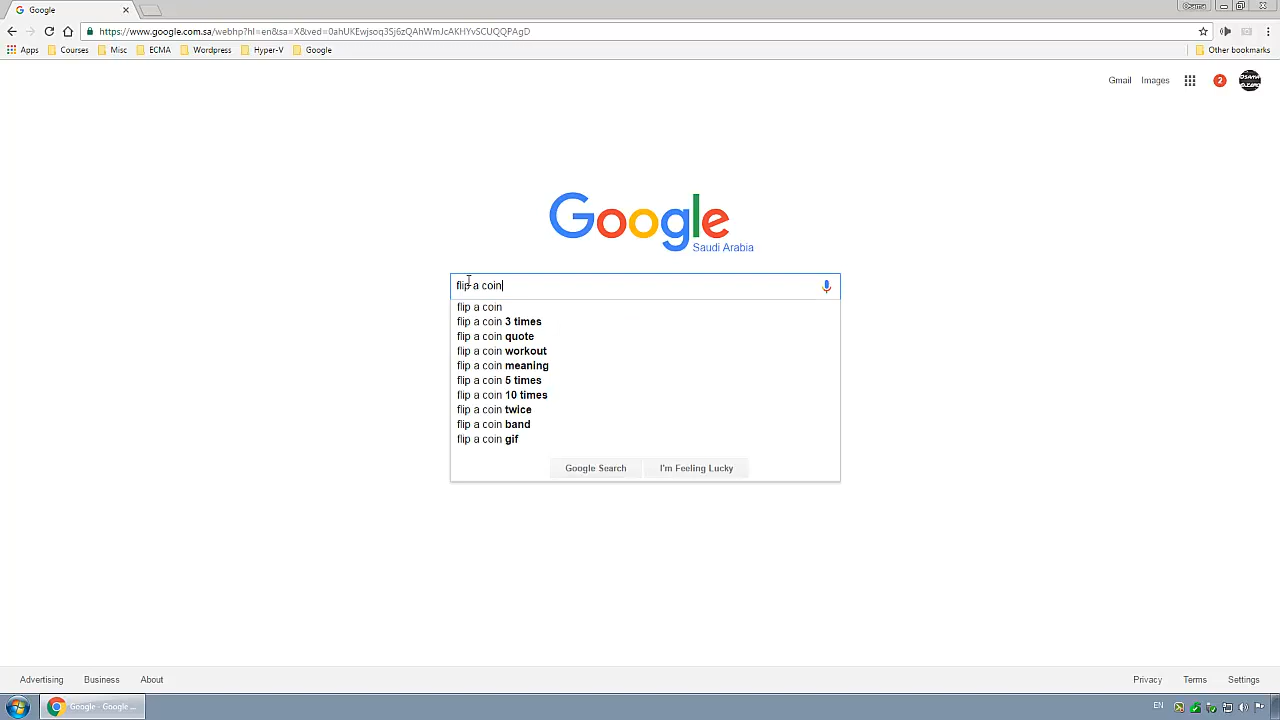 Google
Osama
https://www.google.com.sa/webhp?hl=en&sa=X&ved=0ahUKEwjsoq3Sj6zQAhWmJcAKHYvSCUQQPAgD
Apps Courses Misc ECMA Wordpress Hyper-V Google Other bookmarks
Gmail Images 2
Google
Saudi Arabia
flip a coin
flip a coin
flip a coin 3 times
flip a coin quote
flip a coin workout
flip a coin meaning
flip a coin 5 times
flip a coin 10 times
flip a coin twice
flip a coin band
flip a coin gif
Google Search I'm Feeling Lucky
Advertising Business About Privacy Terms Settings
Google - Google ... EN